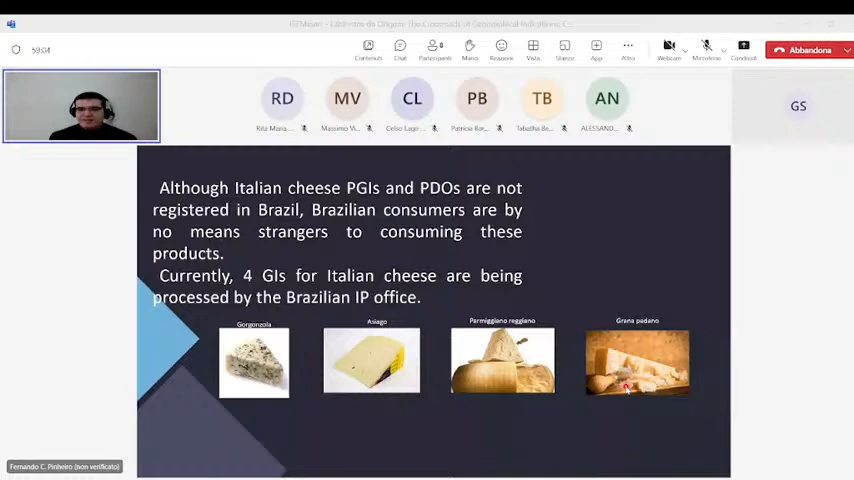 59:04
Contenuti
Chat
Partecipanti
8
Mano
Reazioni
Vista
Stanze
App
Altro
Webcam
Microfono
Condividi
Abbandona
RD
MV
CL
PB
TB
AN
GS
Rita Maria ...
Massimo Vi...
Celso Lage ...
Patricia Bar...
Tabatha Be...
ALESSAND...
Although Italian cheese PGIs and PDOs are not
registered in Brazil, Brazilian consumers are by
no means strangers to consuming these
products.
Currently, 4 GIs for Italian cheese are being
processed by the Brazilian IP office.
Gorgonzola
Asiago
Parmiggiano reggiano
Grana padano
Fernando C. Pinheiro (non verificato)